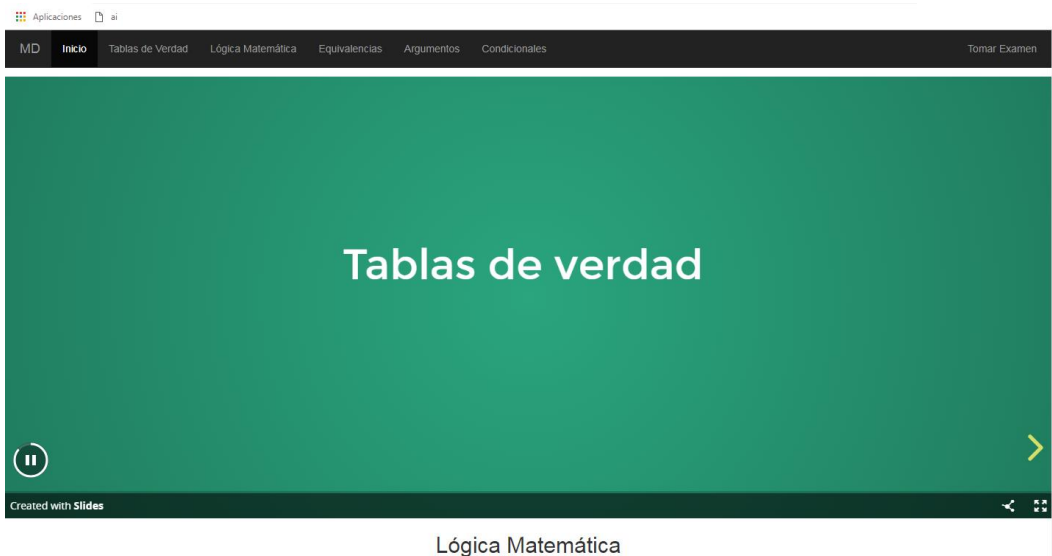 Aplicaciones ai
MD Inicio Tablas de Verdad Lógica Matemática Equivalencias Argumentos Condicionales Tomar Examen
Tablas de verdad
Created with Slides
Lógica Matemática